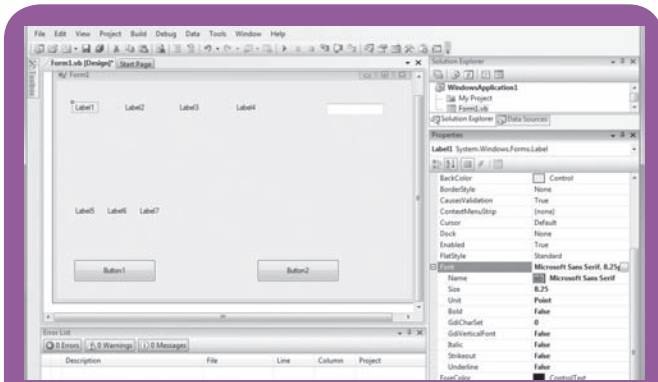 File Edit View Project Build Debug Data Tools Window Help
Form1.vb [Design]* Start Page
Form1
Label1 Label2 Label3 Label4
Label5 Label6 Label7
Button1 Button2
Toolbox
Error List
0 Errors 0 Warnings 0 Messages
Description File Line Column Project
Solution Explorer
WindowsApplication1
My Project
Form1.vb
Solution Explorer Data Sources
Properties
Label1 System.Windows.Forms.Label
BackColor Control
BorderStyle None
CausesValidation True
ContextMenuStrip (none)
Cursor Default
Dock None
Enabled True
FlatStyle Standard
Font Microsoft Sans Serif, 8.25p
Name ab Microsoft Sans Serif
Size 8.25
Unit Point
Bold False
GdiCharSet 0
GdiVerticalFont False
Italic False
Strikeout False
Underline False
ForeColor ControlText